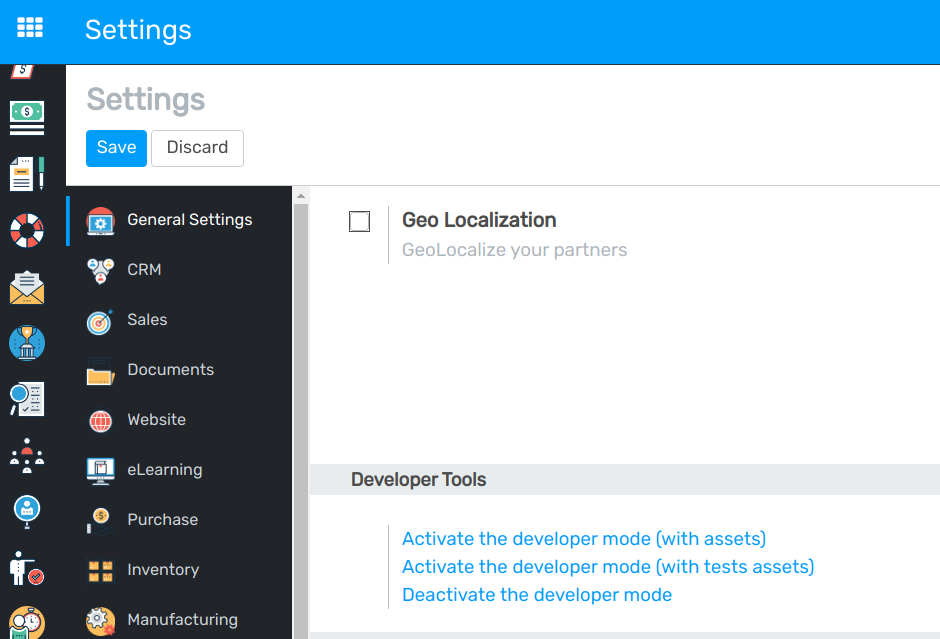 Settings
Settings
Save
Discard
General Settings
CRM
Sales
Documents
Website
eLearning
Purchase
Inventory
Manufacturing
Geo Localization
GeoLocalize your partners
Developer Tools
Activate the developer mode (with assets)
Activate the developer mode (with tests assets)
Deactivate the developer mode